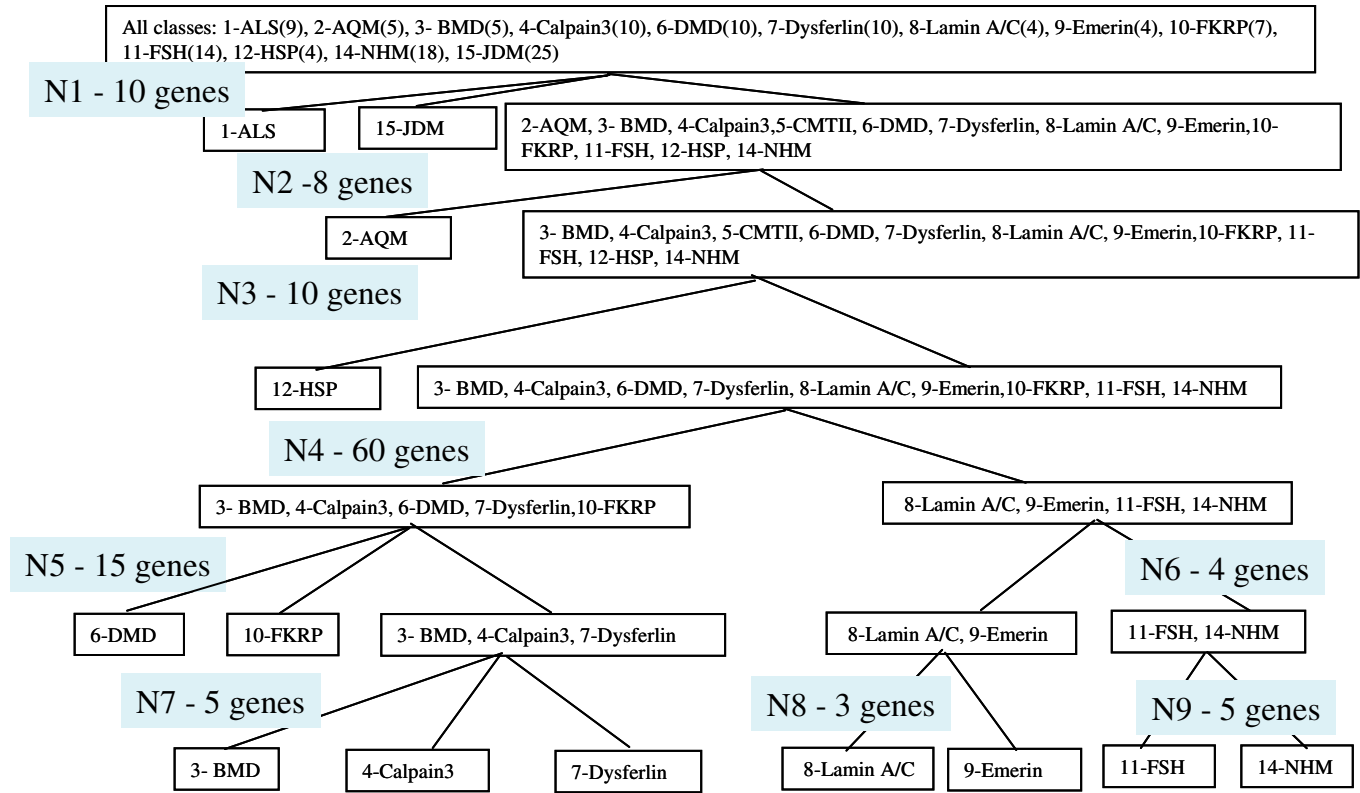 All classes: 1-ALS(9), 2-AQM(5), 3- BMD(5), 4-Calpain3(10), 6-DMD(10), 7-Dysferlin(10), 8-Lamin A/C(4), 9-Emerin(4), 10-FKRP(7),
11-FSH(14), 12-HSP(4), 14-NHM(18), 15-JDM(25)
N1 - 10 genes
1-ALS
15-JDM
2-AQM, 3- BMD, 4-Calpain3,5-CMTII, 6-DMD, 7-Dysferlin, 8-Lamin A/C, 9-Emerin,10-
FKRP, 11-FSH, 12-HSP, 14-NHM
N2 -8 genes
2-AQM
3- BMD, 4-Calpain3, 5-CMTII, 6-DMD, 7-Dysferlin, 8-Lamin A/C, 9-Emerin,10-FKRP, 11-
FSH, 12-HSP, 14-NHM
N3 - 10 genes
12-HSP
3- BMD, 4-Calpain3, 6-DMD, 7-Dysferlin, 8-Lamin A/C, 9-Emerin,10-FKRP, 11-FSH, 14-NHM
N4 - 60 genes
3- BMD, 4-Calpain3, 6-DMD, 7-Dysferlin,10-FKRP
8-Lamin A/C, 9-Emerin, 11-FSH, 14-NHM
N5 - 15 genes
N6 - 4 genes
6-DMD
10-FKRP
3- BMD, 4-Calpain3, 7-Dysferlin
8-Lamin A/C, 9-Emerin
11-FSH, 14-NHM
N7 - 5 genes
N8 - 3 genes
N9 - 5 genes
3- BMD
4-Calpain3
7-Dysferlin
8-Lamin A/C
9-Emerin
11-FSH
14-NHM